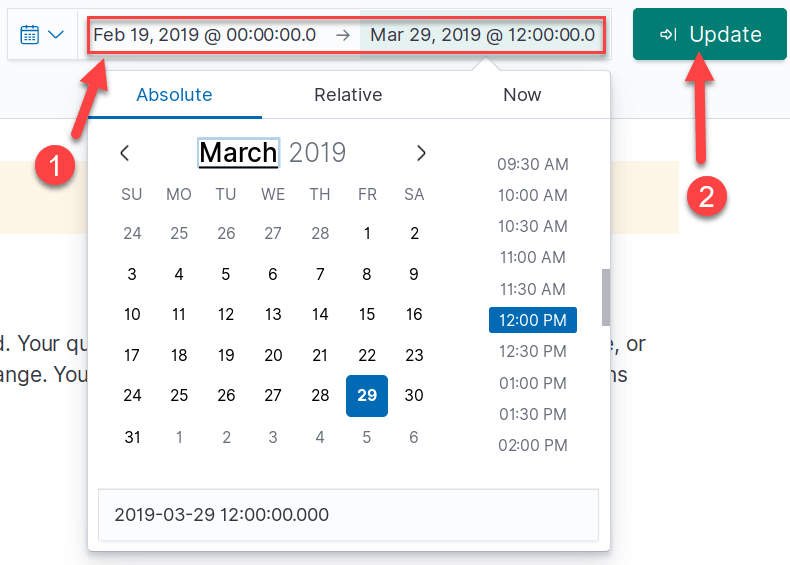 Feb 19, 2019 @ 00:00:00.0 → Mar 29, 2019 @ 12:00:00.0 Update
1
2
Absolute Relative Now
March 2019
SU MO TU WE TH FR SA
24 25 26 27 28 1 2
3 4 5 6 7 8 9
10 11 12 13 14 15 16
17 18 19 20 21 22 23
24 25 26 27 28 29 30
31 1 2 3 4 5 6
09:30 AM
10:00 AM
10:30 AM
11:00 AM
11:30 AM
12:00 PM
12:30 PM
01:00 PM
01:30 PM
02:00 PM
d. Your qu
e, or
ange. You
ns
2019-03-29 12:00:00.000